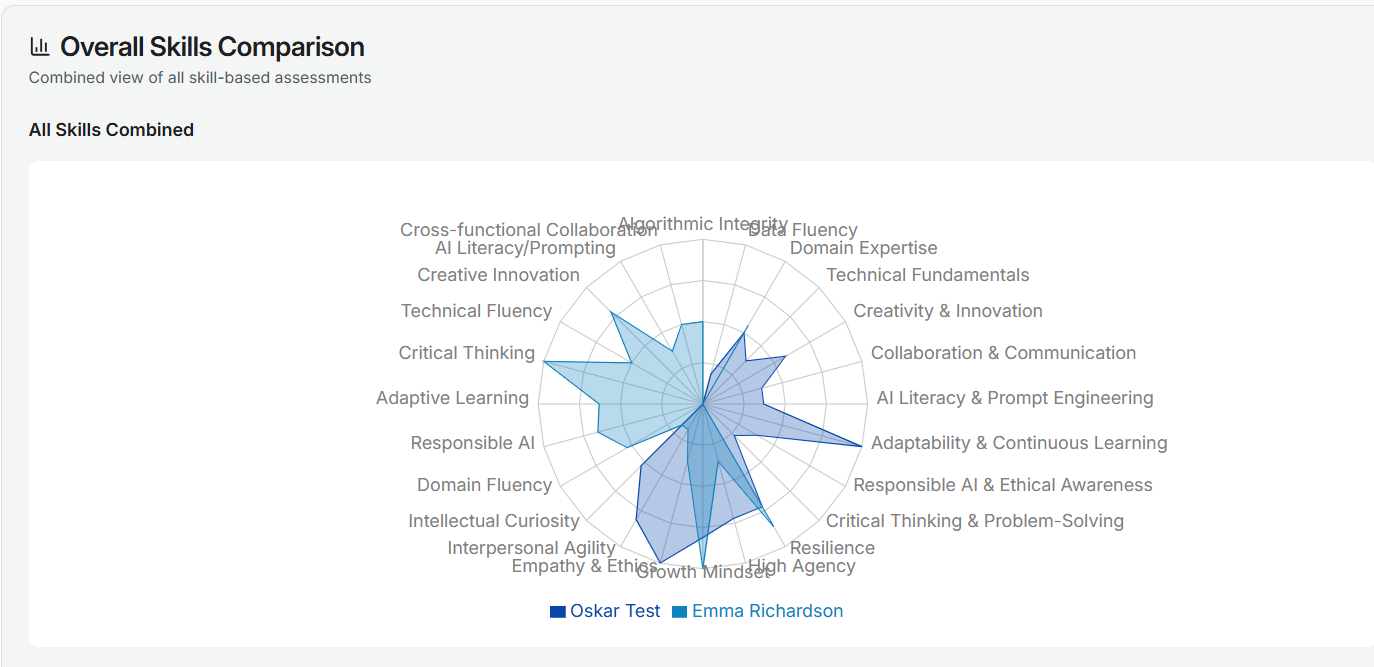 Overall Skills Comparison
Combined view of all skill-based assessments
All Skills Combined
Algorithmic Integrity
Data Fluency
Domain Expertise
Technical Fundamentals
Creativity & Innovation
Collaboration & Communication
AI Literacy & Prompt Engineering
Adaptability & Continuous Learning
Responsible AI & Ethical Awareness
Critical Thinking & Problem-Solving
Resilience
High Agency
Growth Mindset
Empathy & Ethics
Interpersonal Agility
Intellectual Curiosity
Domain Fluency
Responsible AI
Adaptive Learning
Critical Thinking
Technical Fluency
Creative Innovation
AI Literacy/Prompting
Cross-functional Collaboration
Oskar Test
Emma Richardson